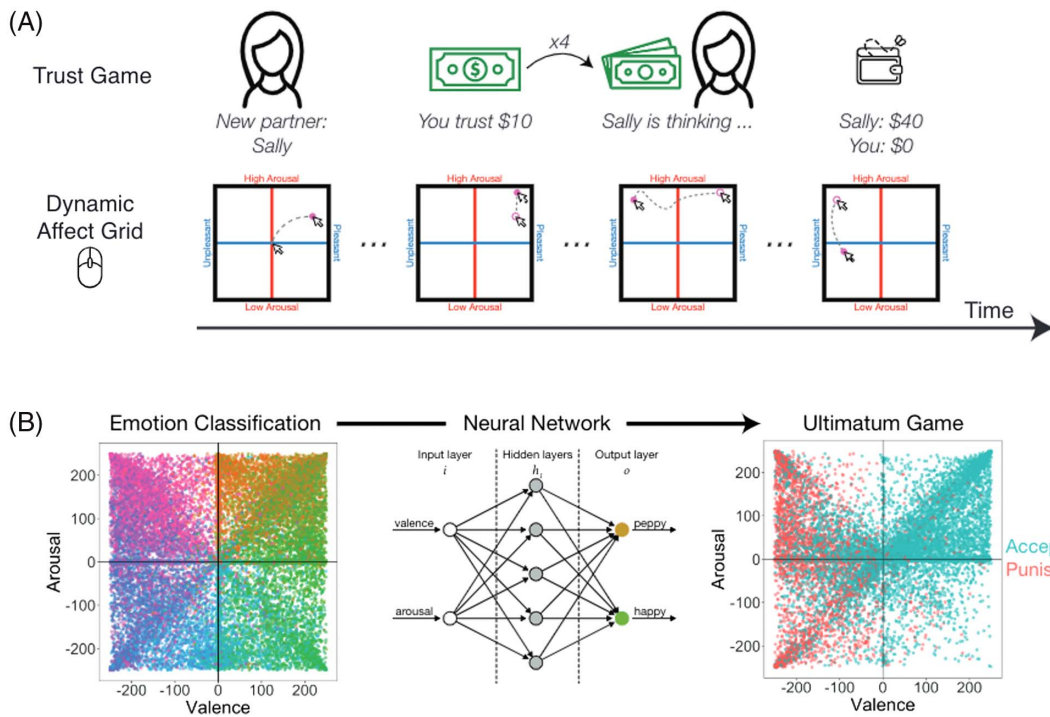 (A)
Trust Game
x4
$
New partner:
Sally
You trust $10
Sally is thinking ...
Sally: $40
You: $0
Dynamic
Affect Grid
High Arousal
Unpleasant
Pleasant
Low Arousal
...
High Arousal
Unpleasant
Pleasant
Low Arousal
...
High Arousal
Unpleasant
Pleasant
Low Arousal
...
High Arousal
Unpleasant
Pleasant
Low Arousal
Time
(B)
Emotion Classification
Neural Network
Ultimatum Game
Arousal
200
100
0
-100
-200
-200 -100 0 100 200
Valence
Input layer
i
Hidden layers
h
Output layer
o
valence
arousal
peppy
happy
Arousal
200
100
0
-100
-200
-200 -100 0 100 200
Valence
Accep
Punis